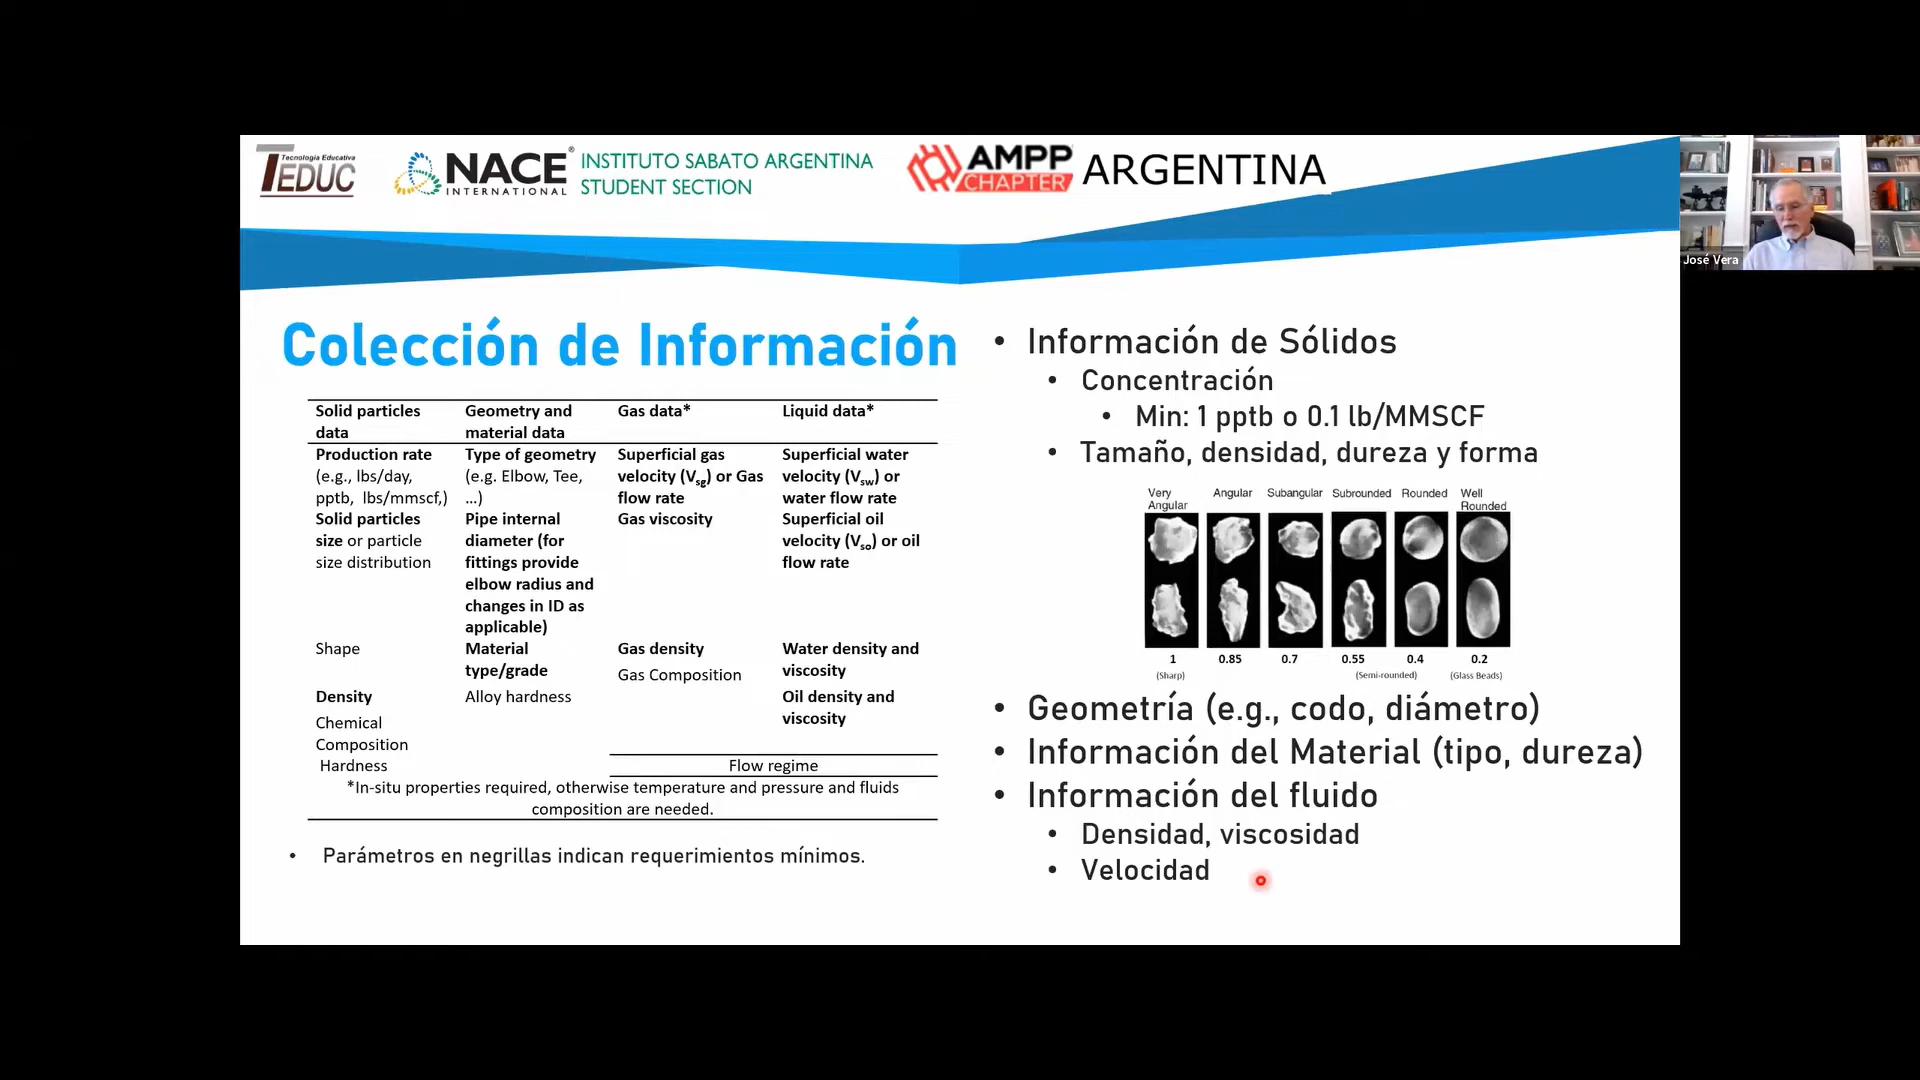 Tecnología Educativa
TEDUC
NACE®
INTERNATIONAL
INSTITUTO SABATO ARGENTINA
STUDENT SECTION
AMPP
CHAPTER
ARGENTINA
José Vera
Colección de Información
Solid particles data
Geometry and material data
Gas data*
Liquid data*
Production rate
(e.g., lbs/day,
pptb, lbs/mmscf,)
Type of geometry
(e.g. Elbow, Tee,
...)
Superficial gas
velocity (Vsg) or Gas
flow rate
Superficial water
velocity (Vsw) or
water flow rate
Solid particles
size or particle
size distribution
Pipe internal
diameter (for
fittings provide
elbow radius and
changes in ID as
applicable)
Gas viscosity
Superficial oil
velocity (Vso) or oil
flow rate
Shape
Material
type/grade
Gas density
Gas Composition
Water density and
viscosity
Density
Chemical
Composition
Hardness
Alloy hardness
Oil density and
viscosity
Flow regime
*In-situ properties required, otherwise temperature and pressure and fluids
composition are needed.
• Parámetros en negrillas indican requerimientos mínimos.
• Información de Sólidos
• Concentración
• Min: 1 pptb o 0.1 lb/MMSCF
• Tamaño, densidad, dureza y forma
Very Angular
Angular
Subangular
Subrounded
Rounded
Well Rounded
1 0.85 0.7 0.55 0.4 0.2
(Sharp) (Semi-rounded) (Glass Beads)
• Geometría (e.g., codo, diámetro)
• Información del Material (tipo, dureza)
• Información del fluido
• Densidad, viscosidad
• Velocidad